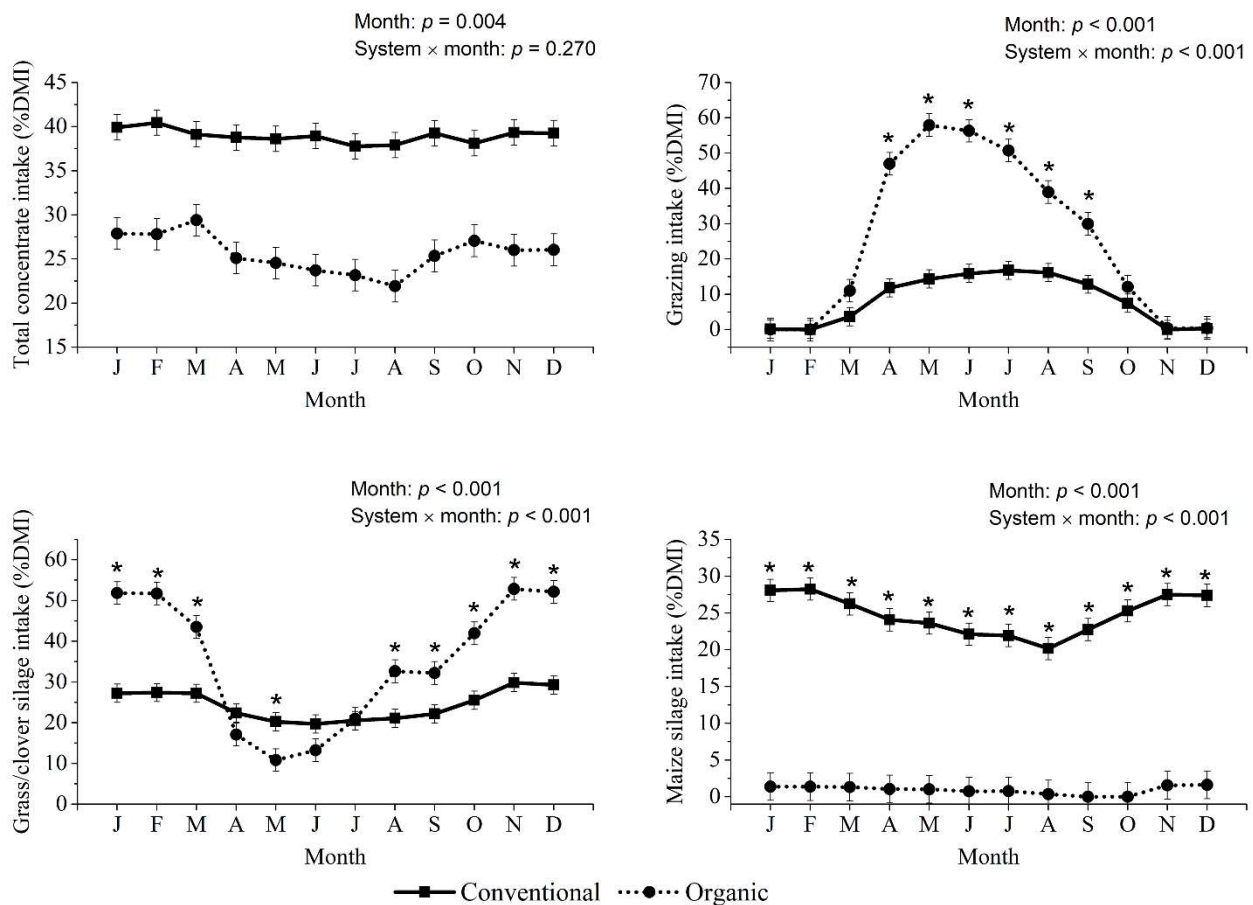 Month: p = 0.004
System × month: p = 0.270
Total concentrate intake (%DMI)
45
40
35
30
25
20
15
J F M A M J J A S O N D
Month
Month: p < 0.001
System × month: p < 0.001
Grazing intake (%DMI)
70
60
50
40
30
20
10
0
* * * * * *
J F M A M J J A S O N D
Month
Month: p < 0.001
System × month: p < 0.001
Grass/clover silage intake (%DMI)
60
50
40
30
20
10
0
* * * * * * * * *
J F M A M J J A S O N D
Month
Month: p < 0.001
System × month: p < 0.001
Maize silage intake (%DMI)
35
30
25
20
15
10
5
0
* * * * * * * * * * * *
J F M A M J J A S O N D
Month
Conventional Organic